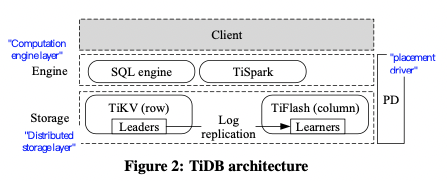 Client
"Computation
engine layer"
Engine
SQL engine
TiSpark
"placement
driver"
PD
Storage
"Distributed
storage layer"
TiKV (row)
Leaders
Log
replication
TiFlash (column)
Learners
Figure 2: TiDB architecture